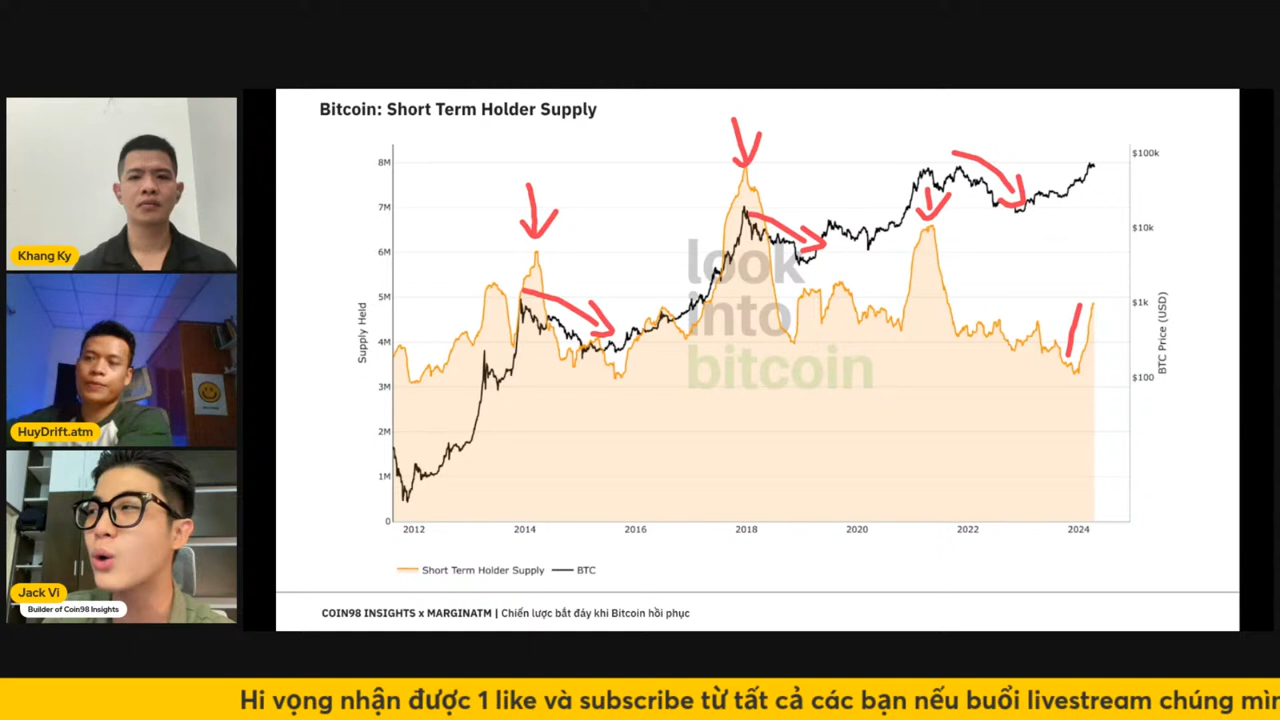 Bitcoin: Short Term Holder Supply
8M
7M
6M
5M
4M
3M
2M
1M
0
Supply Held
$100k
$10k
$1k
$100
BTC Price (USD)
look
into
bitcoin
2012
2014
2016
2018
2020
2022
2024
Short Term Holder Supply
BTC
COIN98 INSIGHTS x MARGINATM | Chiến lược bắt đáy khi Bitcoin hồi phục
Khang Ky
HuyDrift.atm
Jack Vi
Builder of Coin98 Insights
Hi vọng nhận được 1 like và subscribe từ tất cả các bạn nếu buổi livestream chúng mìn